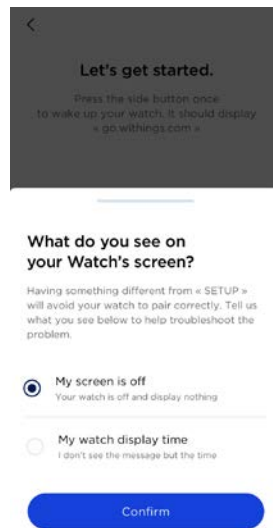 Let's get started.
Press the side button once
to wake up your watch. It should display
« go.withings.com »
What do you see on
your Watch's screen?
Having something different from « SETUP »
will avoid your watch to pair correctly. Tell us
what you see below to help troubleshoot the
problem.
My screen is off
Your watch is off and display nothing
My watch display time
I don't see the message but the time
Confirm